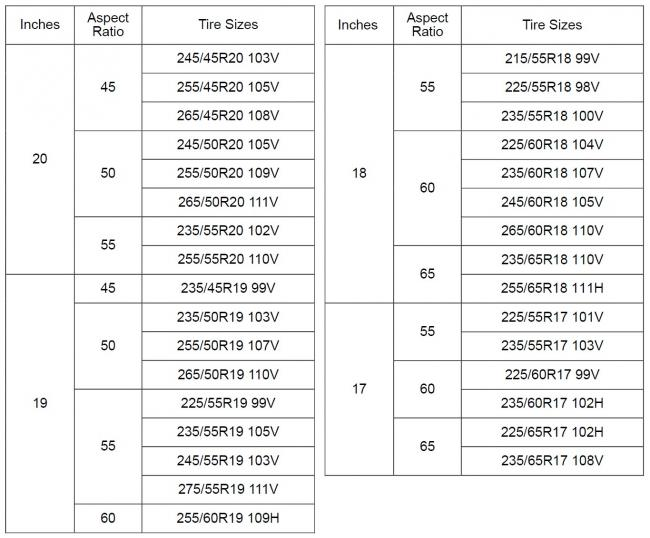 Inches Aspect Ratio Tire Sizes
20 45 245/45R20 103V
255/45R20 105V
265/45R20 108V
50 245/50R20 105V
255/50R20 109V
265/50R20 111V
55 235/55R20 102V
255/55R20 110V
19 45 235/45R19 99V
50 235/50R19 103V
255/50R19 107V
265/50R19 110V
55 225/55R19 99V
235/55R19 105V
245/55R19 103V
275/55R19 111V
60 255/60R19 109H
Inches Aspect Ratio Tire Sizes
18 55 215/55R18 99V
225/55R18 98V
235/55R18 100V
60 225/60R18 104V
235/60R18 107V
245/60R18 105V
265/60R18 110V
65 235/65R18 110V
255/65R18 111H
17 55 225/55R17 101V
235/55R17 103V
60 225/60R17 99V
235/60R17 102H
65 225/65R17 102H
235/65R17 108V